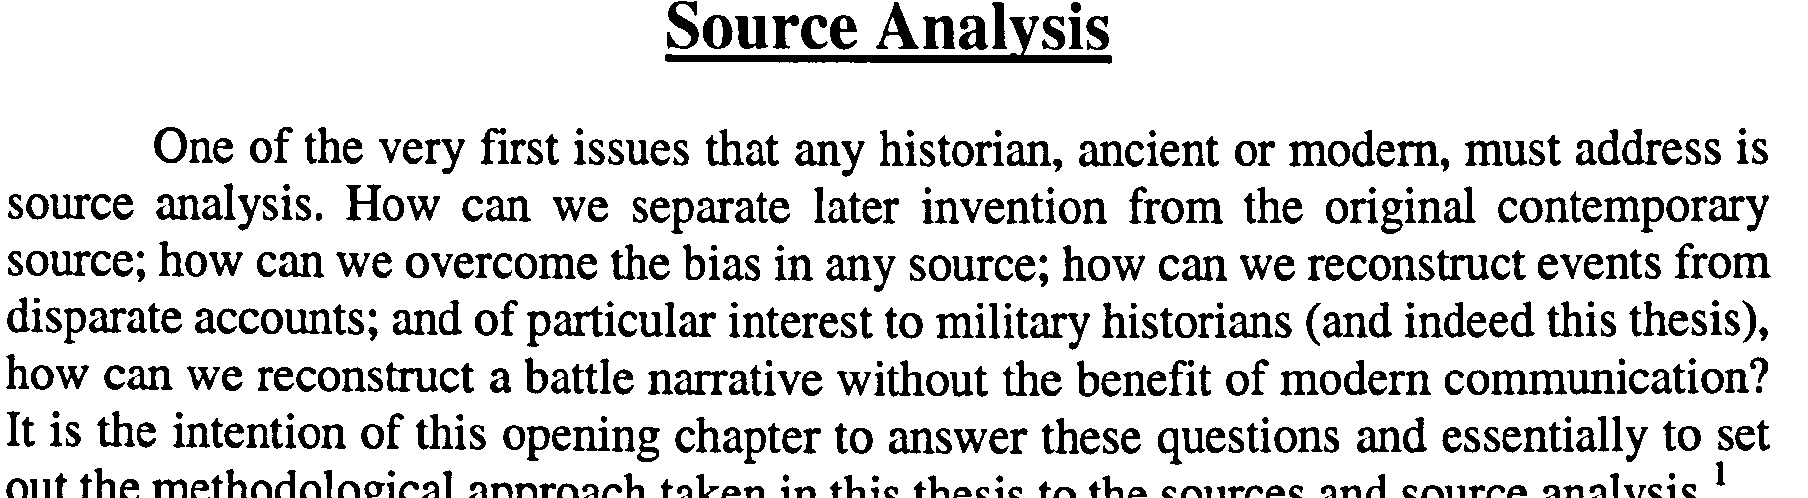 Source Analysis
One of the very first issues that any historian, ancient or modern, must address is
source analysis. How can we separate later invention from the original contemporary
source; how can we overcome the bias in any source; how can we reconstruct events from
disparate accounts; and of particular interest to military historians (and indeed this thesis),
how can we reconstruct a battle narrative without the benefit of modern communication?
It is the intention of this opening chapter to answer these questions and essentially to set
out the methodological approach taken in this thesis to the sources and source analysis.¹